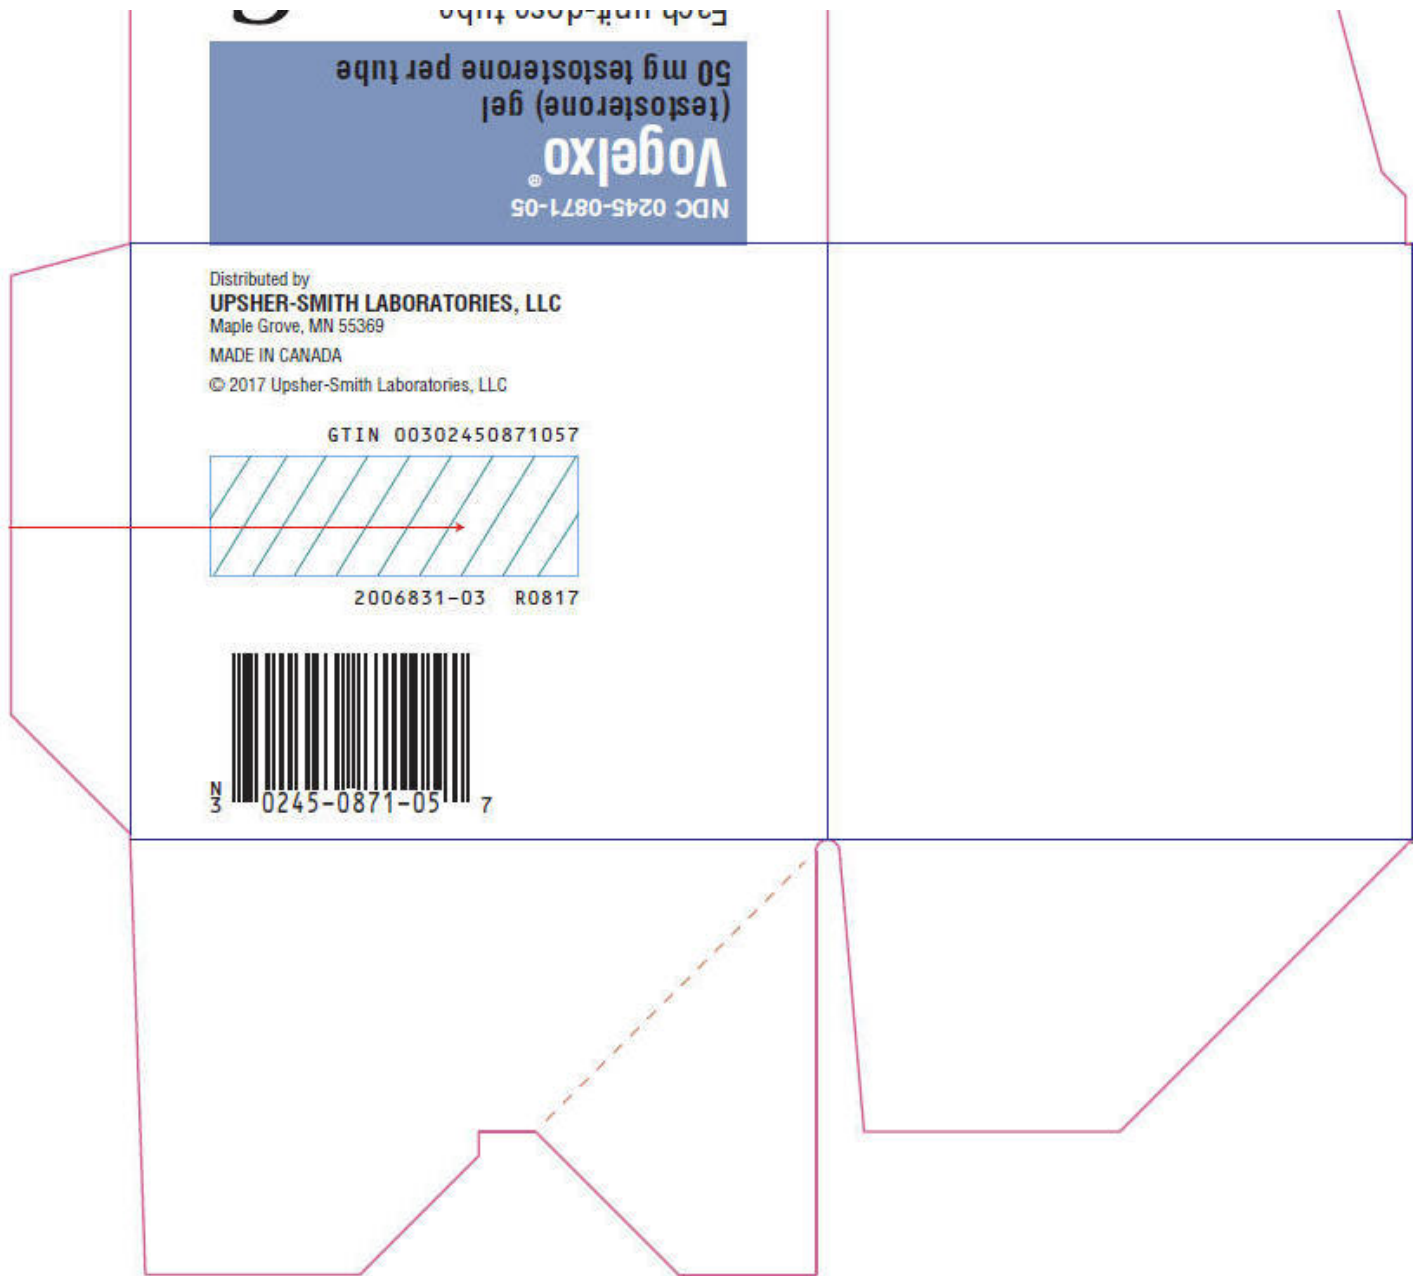 NDC 0245-0871-05
Vogelxo®
(testosterone) gel
50 mg testosterone per tube
Each unit-dose tube
Distributed by
UPSHER-SMITH LABORATORIES, LLC
Maple Grove, MN 55369
MADE IN CANADA
© 2017 Upsher-Smith Laboratories, LLC
GTIN 00302450871057
2006831-03 R0817
N
3 0245-0871-05 7